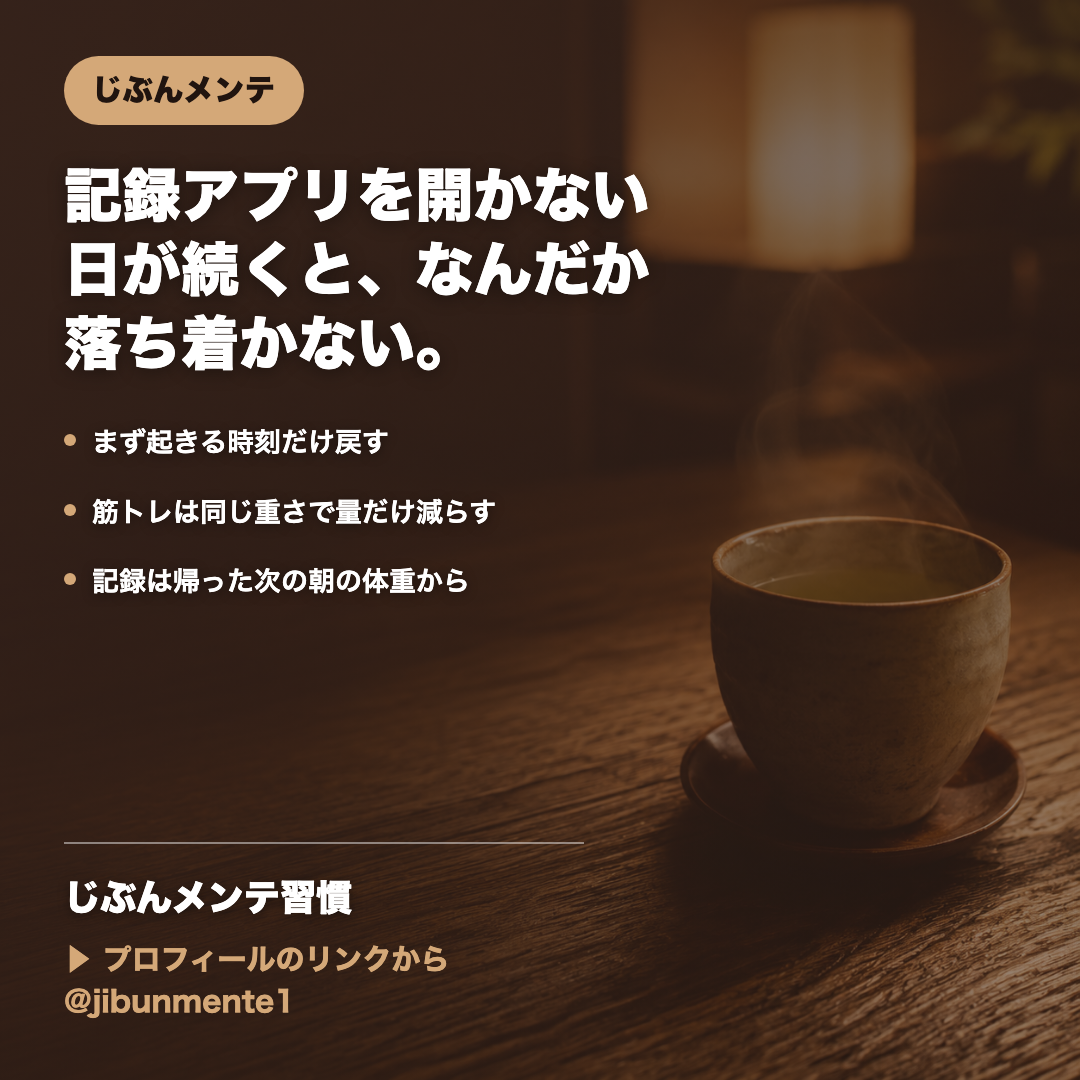 じぶんメンテ
記録アプリを開かない
日が続くと、なんだか
落ち着かない。
• まず起きる時刻だけ戻す
• 筋トレは同じ重さで量だけ減らす
• 記録は帰った次の朝の体重から
じぶんメンテ習慣
▶ プロフィールのリンクから
@jibunmente1